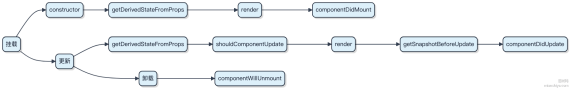 constructor
getDerivedStateFromProps
render
componentDidMount
挂载
更新
getDerivedStateFromProps
shouldComponentUpdate
render
getSnapshotBeforeUpdate
componentDidUpdate
卸载
componentWillUnmount